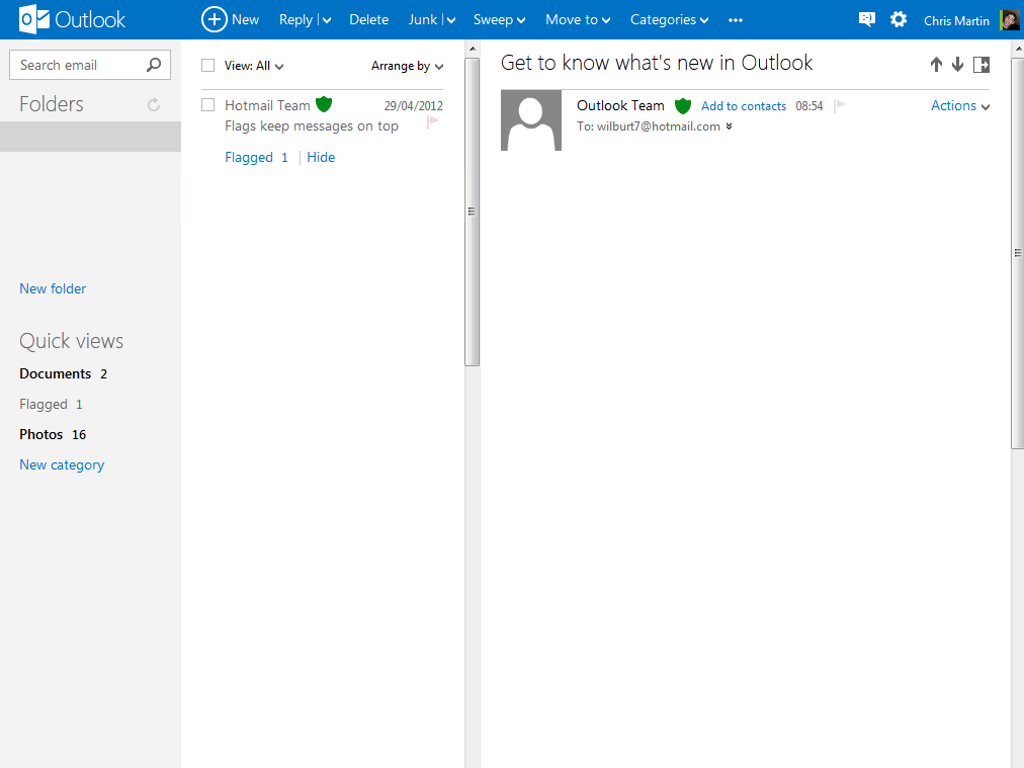 Outlook
New Reply Delete Junk Sweep Move to Categories ••• Chris Martin
Search email
Folders
New folder
Quick views
Documents 2
Flagged 1
Photos 16
New category
View: All Arrange by
Hotmail Team 29/04/2012
Flags keep messages on top
Flagged 1 | Hide
Get to know what's new in Outlook
Outlook Team Add to contacts 08:54 Actions
To: wilburt7@hotmail.com